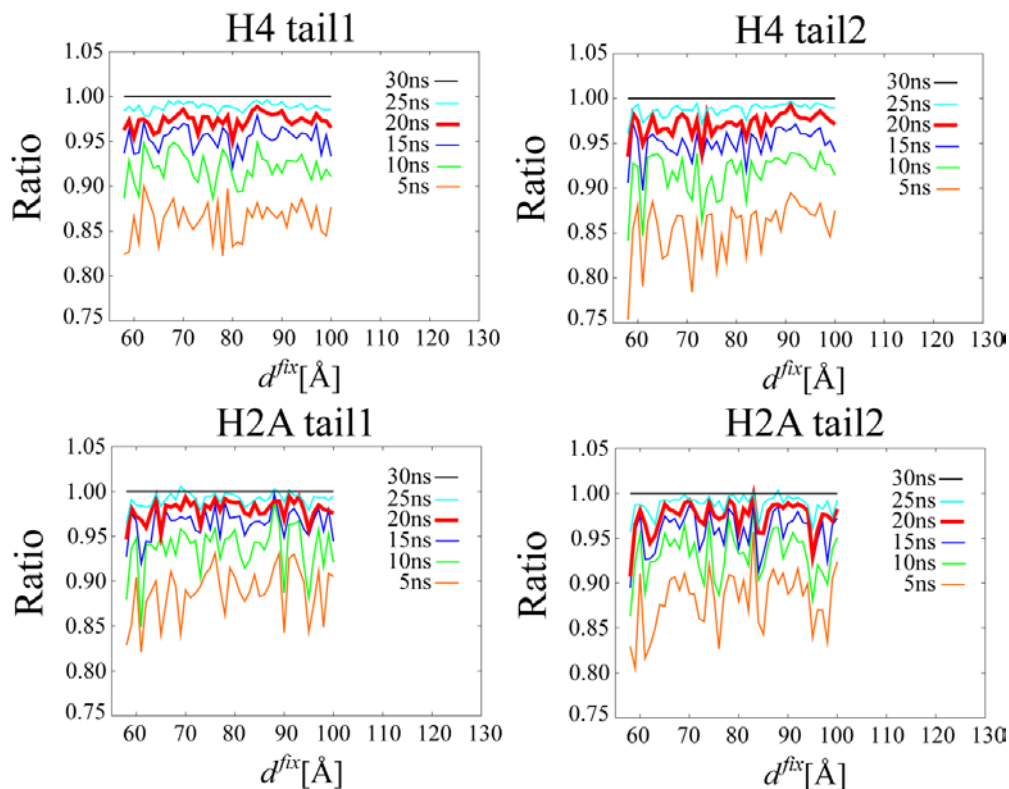 H4 tail1
1.05
1.00
0.95
0.90
0.85
0.80
0.75
Ratio
30ns
25ns
20ns
15ns
10ns
5ns
60 70 80 90 100 110 120 130
d^fix[Å]
H4 tail2
1.05
1.00
0.95
0.90
0.85
0.80
0.75
Ratio
30ns
25ns
20ns
15ns
10ns
5ns
60 70 80 90 100 110 120 130
d^fix[Å]
H2A tail1
1.05
1.00
0.95
0.90
0.85
0.80
0.75
Ratio
30ns
25ns
20ns
15ns
10ns
5ns
60 70 80 90 100 110 120 130
d^fix[Å]
H2A tail2
1.05
1.00
0.95
0.90
0.85
0.80
0.75
Ratio
30ns
25ns
20ns
15ns
10ns
5ns
60 70 80 90 100 110 120 130
d^fix[Å]